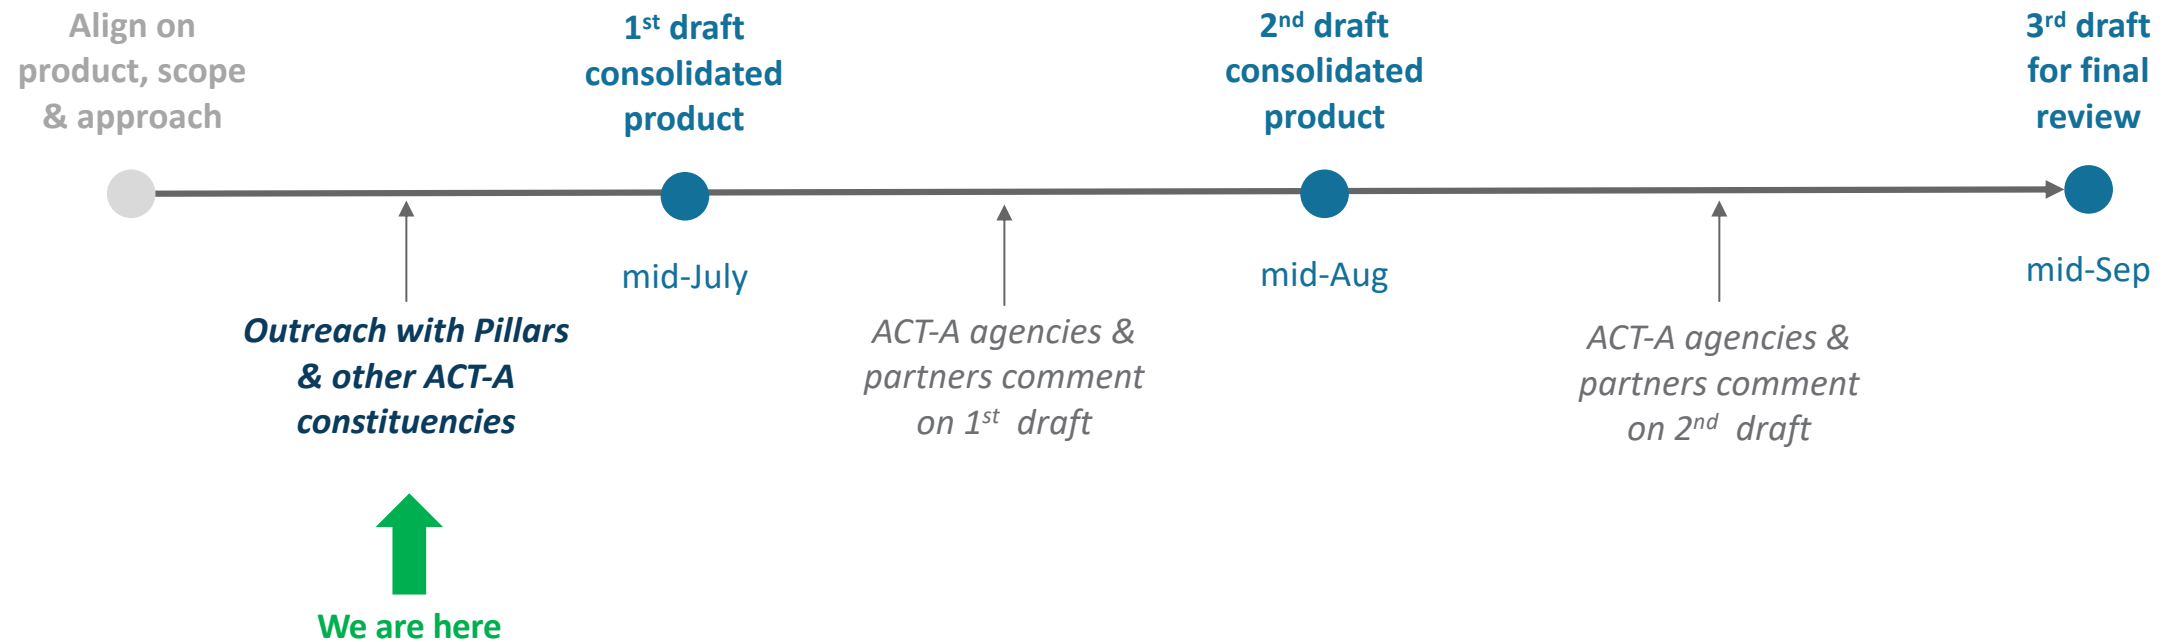 Align on
product, scope
& approach
1st draft
consolidated
product
2nd draft
consolidated
product
3rd draft
for final
review
mid-July
mid-Aug
mid-Sep
Outreach with Pillars
& other ACT-A
constituencies
ACT-A agencies &
partners comment
on 1st draft
ACT-A agencies &
partners comment
on 2nd draft
We are here